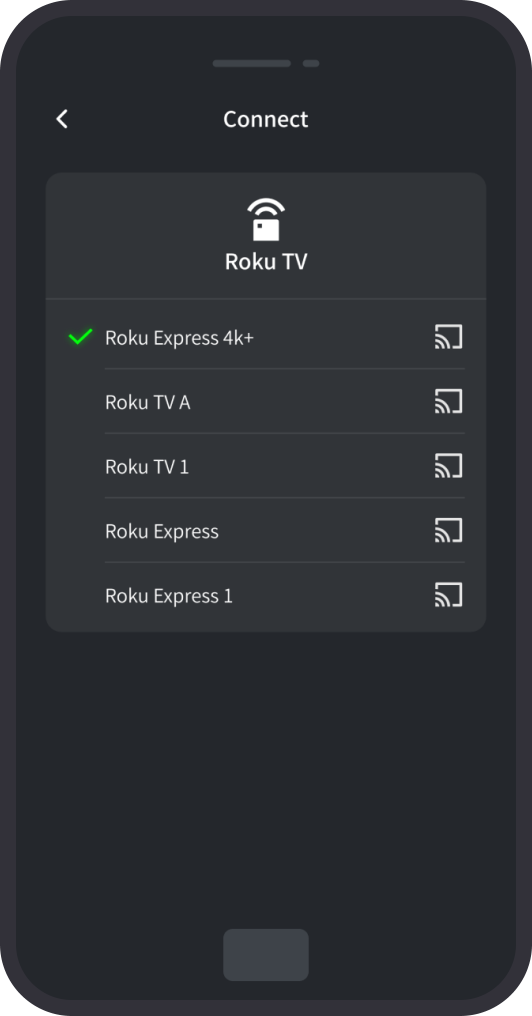 Connect
Roku TV
Roku Express 4k+
Roku TV A
Roku TV 1
Roku Express
Roku Express 1